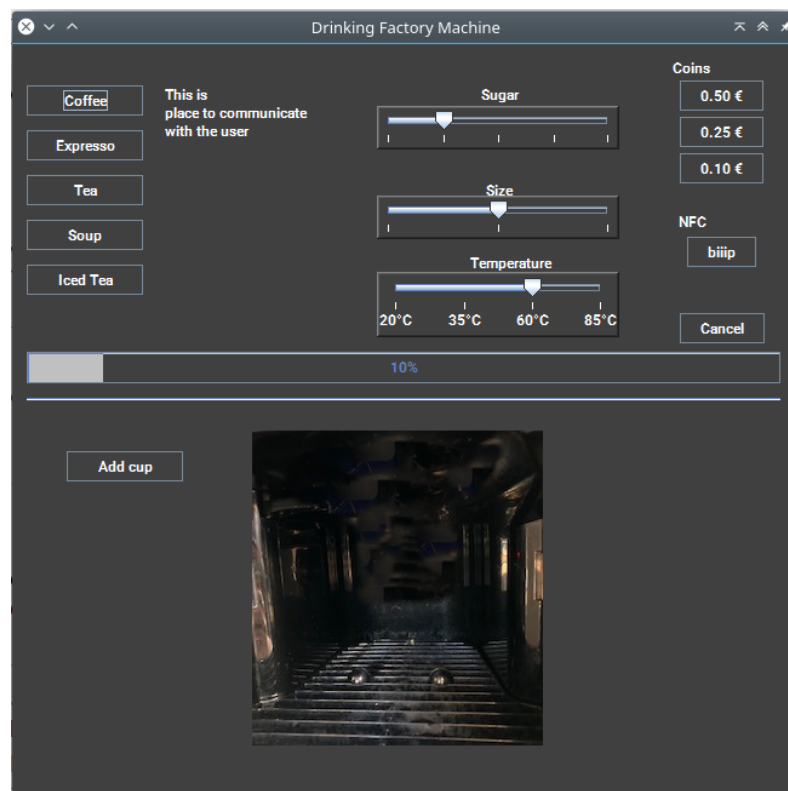 Drinking Factory Machine
Coffee
Expresso
Tea
Soup
Iced Tea
This is
place to communicate
with the user
Sugar
Size
Temperature
20°C 35°C 60°C 85°C
Coins
0.50 €
0.25 €
0.10 €
NFC
biiip
Cancel
10%
Add cup